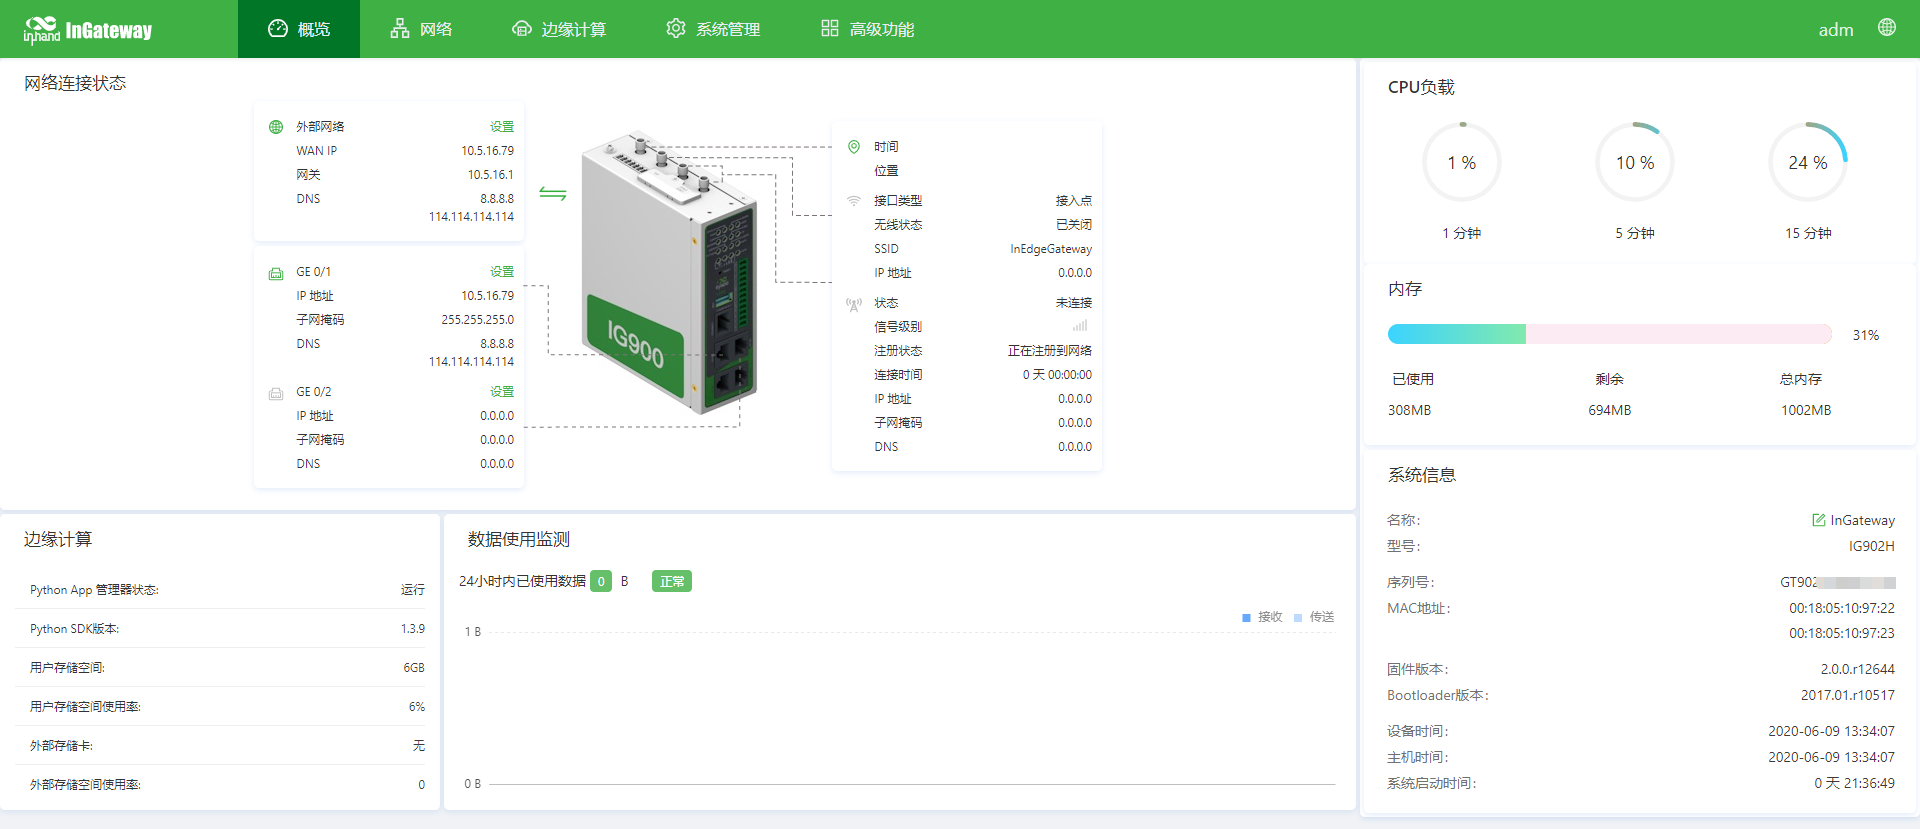 inhand InGateway
概览
网络
边缘计算
系统管理
高级功能
adm
网络连接状态
外部网络 设置
WAN IP 10.5.16.79
网关 10.5.16.1
DNS 8.8.8.8
114.114.114.114
GE 0/1 设置
IP 地址 10.5.16.79
子网掩码 255.255.255.0
DNS 8.8.8.8
114.114.114.114
GE 0/2 设置
IP 地址 0.0.0.0
子网掩码 0.0.0.0
DNS 0.0.0.0
IG900
时间
位置
接口类型 接入点
无线状态 已关闭
SSID InEdgeGateway
IP 地址 0.0.0.0
状态 未连接
信号级别
注册状态 正在注册到网络
连接时间 0 天 00:00:00
IP 地址 0.0.0.0
子网掩码 0.0.0.0
DNS 0.0.0.0
CPU负载
1 %
10 %
24 %
1 分钟
5 分钟
15 分钟
内存
31%
已使用 剩余 总内存
308MB 694MB 1002MB
系统信息
名称: InGateway
型号: IG902H
序列号: GT902
MAC地址: 00:18:05:10:97:22
00:18:05:10:97:23
固件版本: 2.0.0.r12644
Bootloader版本: 2017.01.r10517
设备时间: 2020-06-09 13:34:07
主机时间: 2020-06-09 13:34:07
系统启动时间: 0 天 21:36:49
边缘计算
Python App 管理器状态: 运行
Python SDK版本: 1.3.9
用户存储空间: 6GB
用户存储空间使用率: 6%
外部存储卡: 无
外部存储空间使用率: 0
数据使用监测
24小时内已使用数据 0 B 正常
接收 传送
1 B
0 B